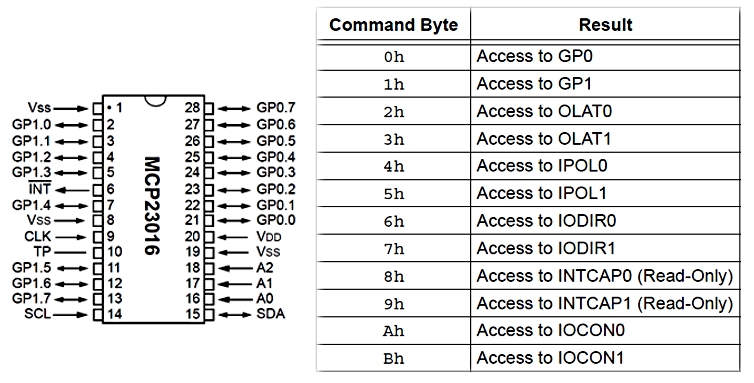 Vss 1 28 GP0.7
GP1.0 2 27 GP0.6
GP1.1 3 26 GP0.5
GP1.2 4 25 GP0.4
GP1.3 5 24 GP0.3
INT 6 23 GP0.2
GP1.4 7 22 GP0.1
VSS 8 21 GP0.0
CLK 9 20 VDD
TP 10 19 VSS
GP1.5 11 18 A2
GP1.6 12 17 A1
GP1.7 13 16 A0
SCL 14 15 SDA
MCP23016
Command Byte Result
0h Access to GP0
1h Access to GP1
2h Access to OLAT0
3h Access to OLAT1
4h Access to IPOL0
5h Access to IPOL1
6h Access to IODIR0
7h Access to IODIR1
8h Access to INTCAP0 (Read-Only)
9h Access to INTCAP1 (Read-Only)
Ah Access to IOCON0
Bh Access to IOCON1